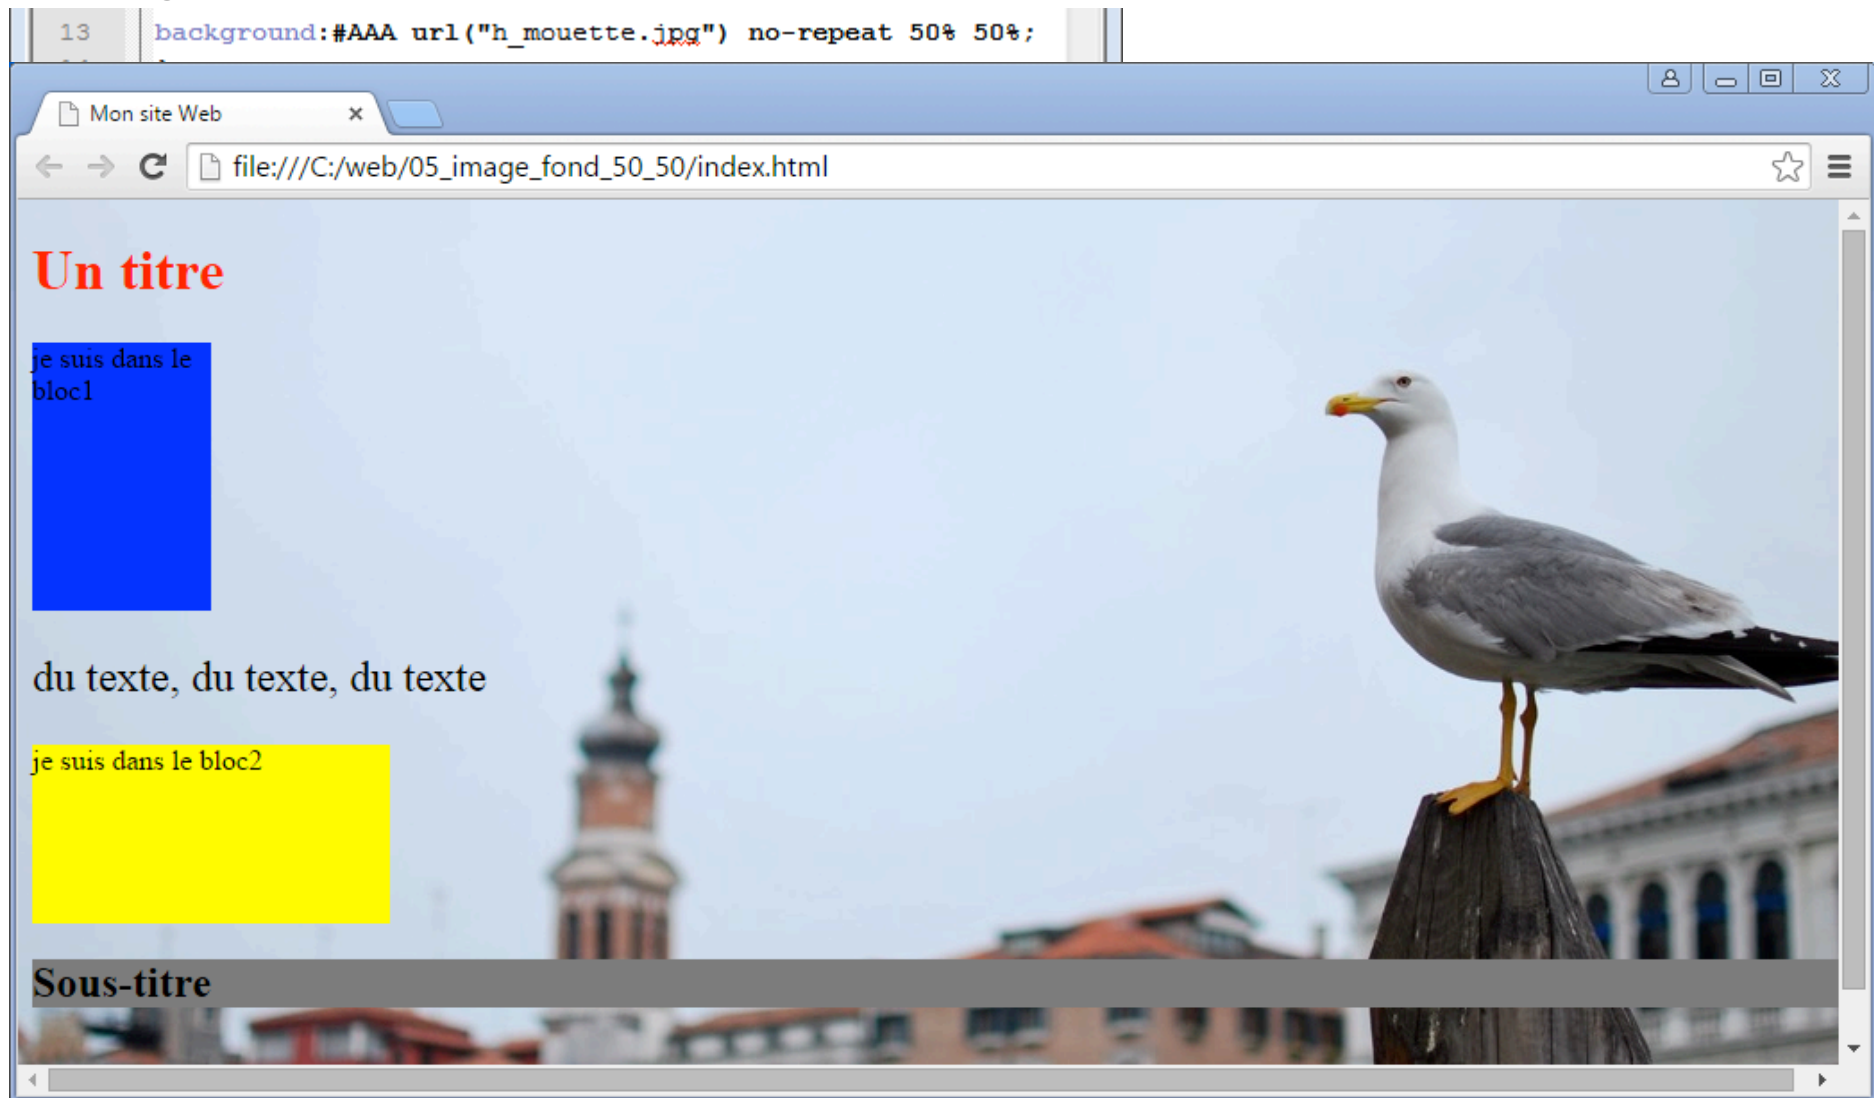 13 background:#AAA url("h_mouette.jpg") no-repeat 50% 50%;
Mon site Web
file:///C:/web/05_image_fond_50_50/index.html
Un titre
je suis dans le
bloc1
du texte, du texte, du texte
je suis dans le bloc2
Sous-titre